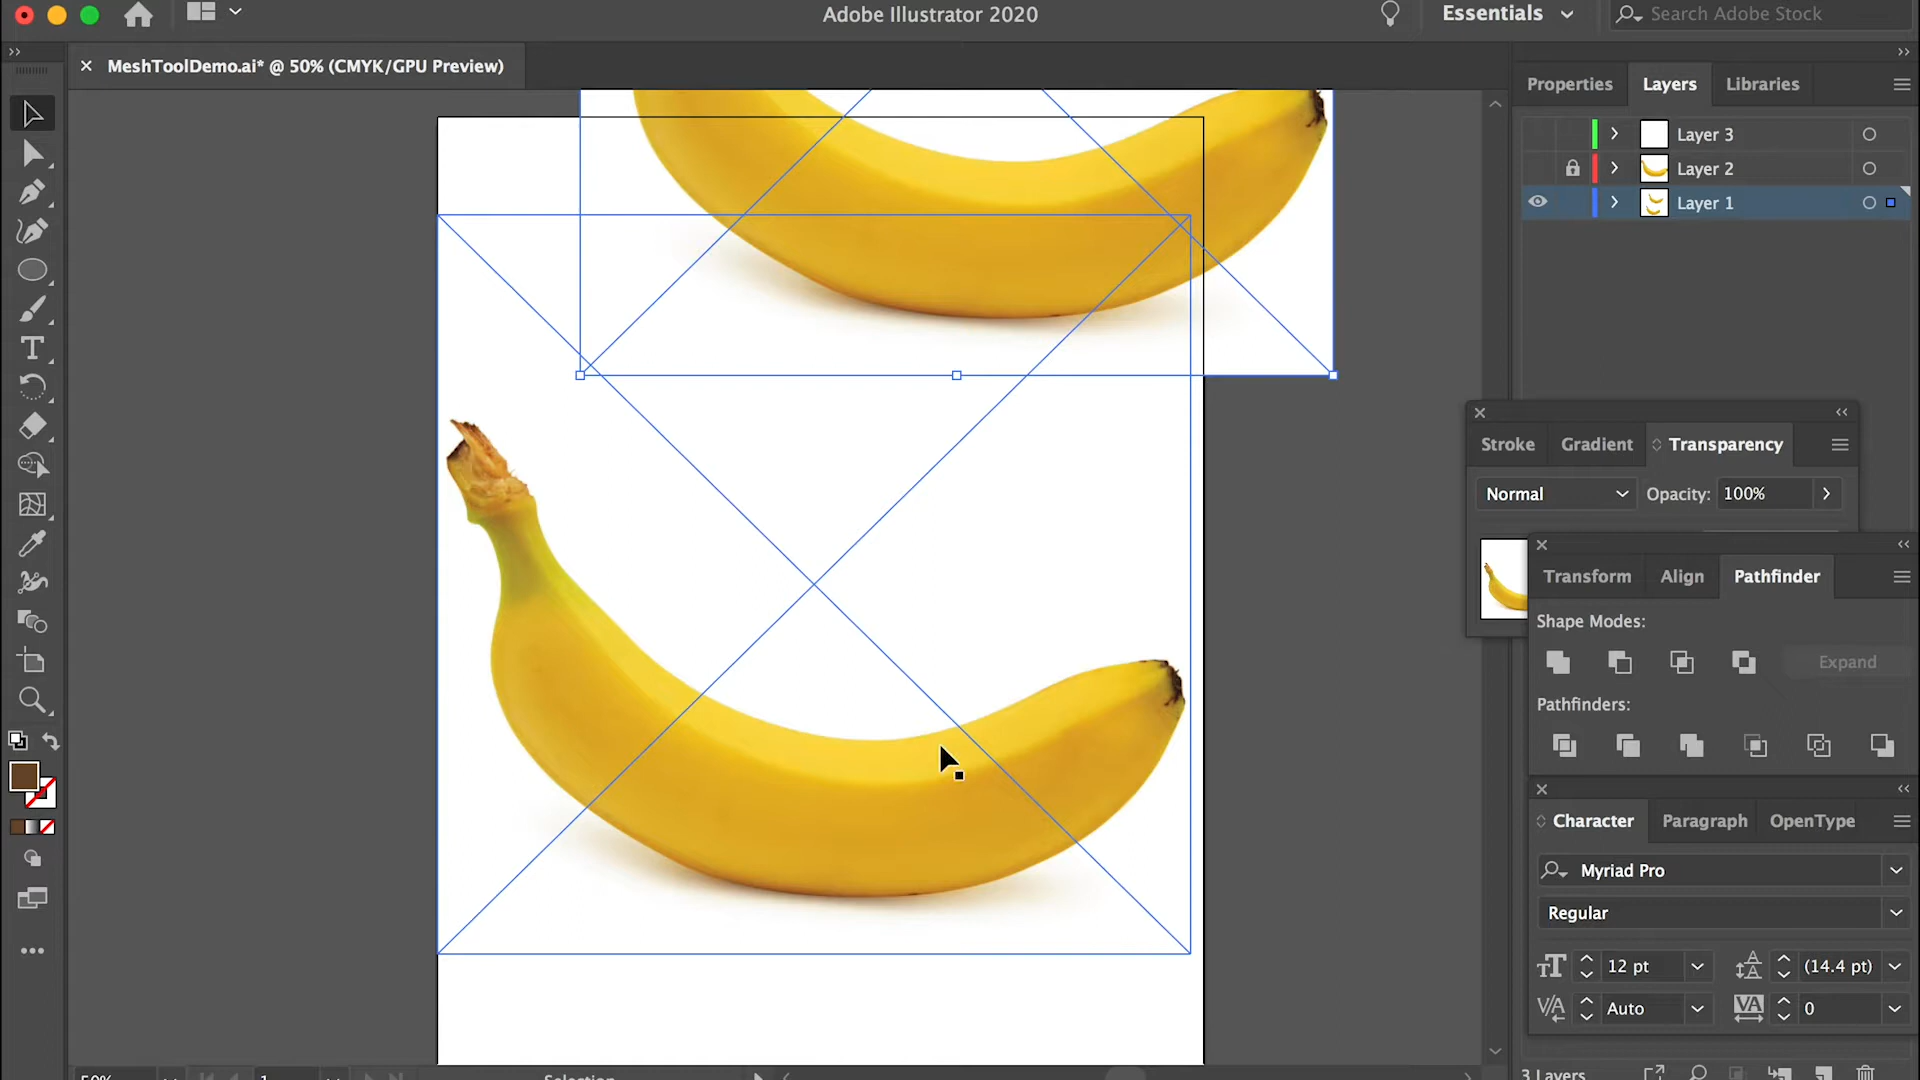 Adobe Illustrator 2020
Essentials
Search Adobe Stock
MeshToolDemo.ai* @ 50% (CMYK/GPU Preview)
Properties
Layers
Libraries
Layer 3
Layer 2
Layer 1
Stroke
Gradient
Transparency
Normal
Opacity:
100%
Transform
Align
Pathfinder
Shape Modes:
Expand
Pathfinders:
Character
Paragraph
OpenType
Myriad Pro
Regular
12 pt
(14.4 pt)
Auto
0
50%
1
Selection
3 Layers